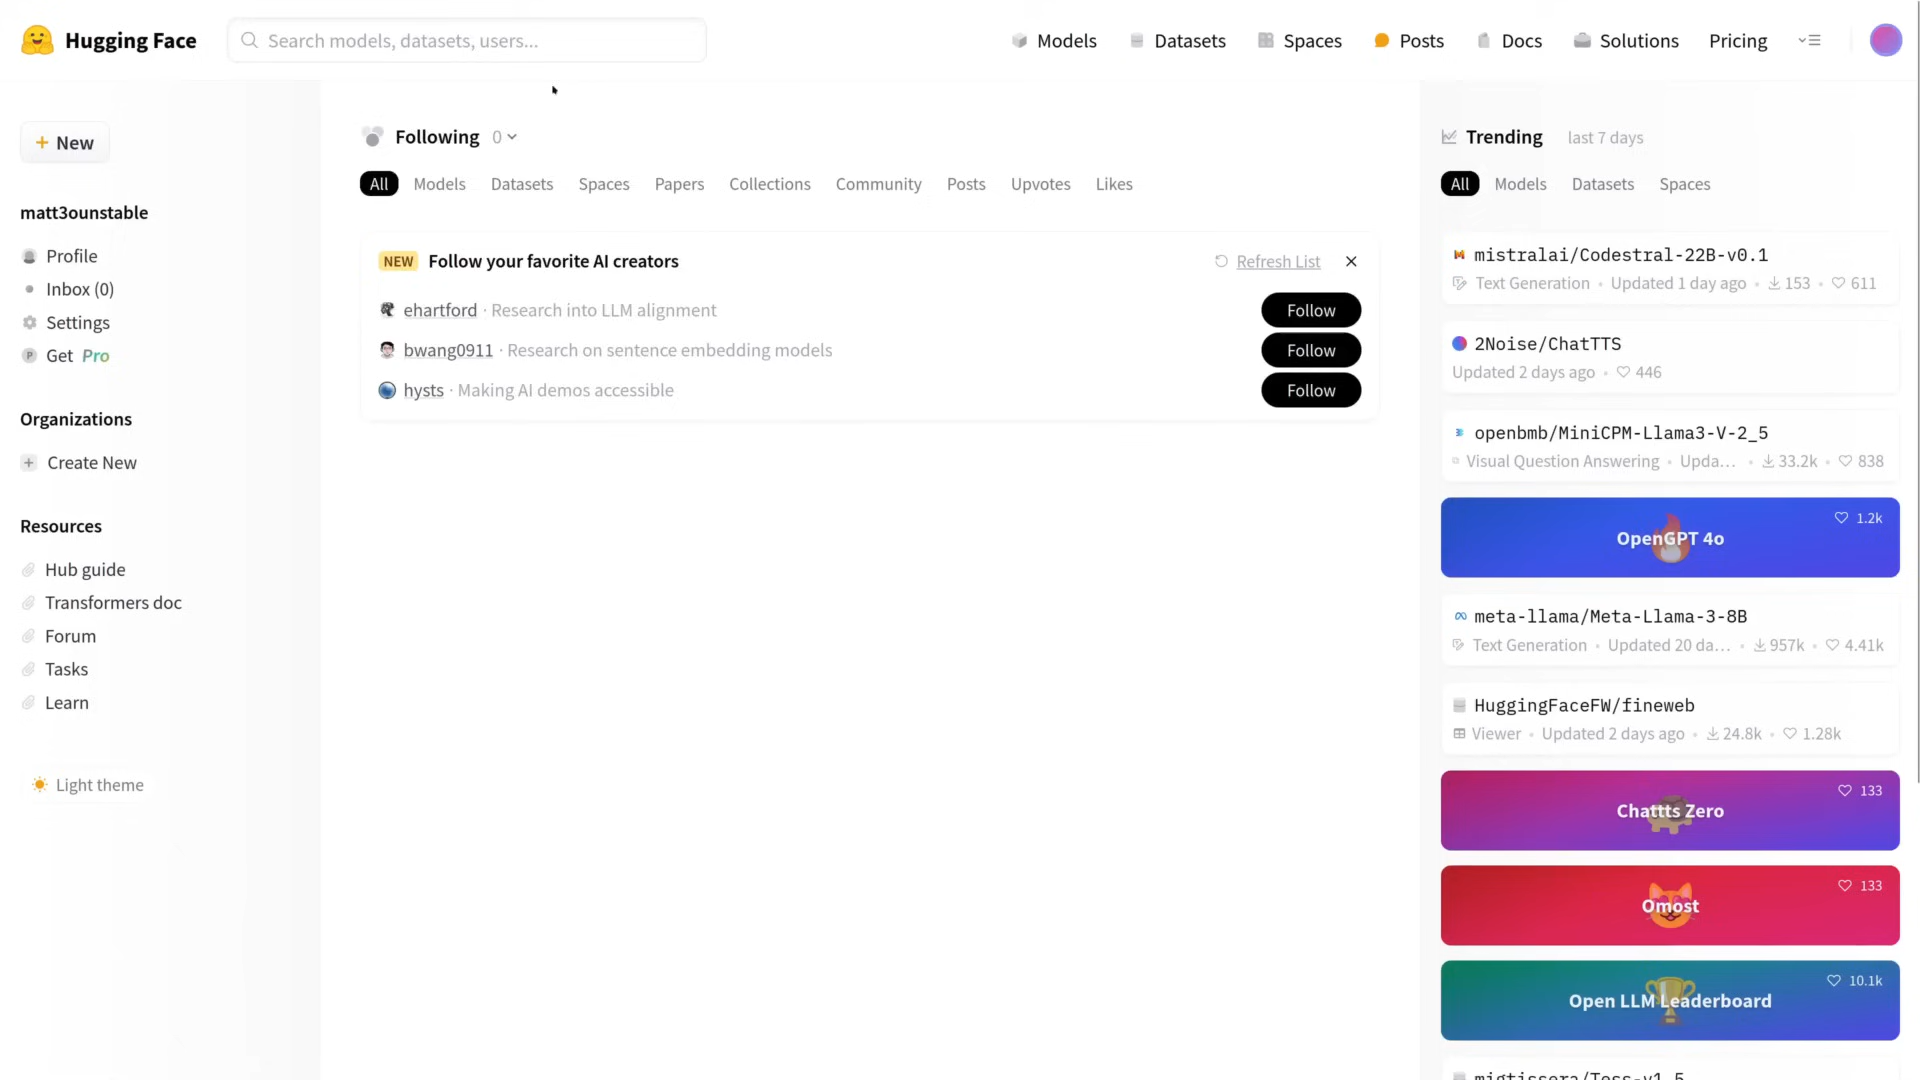 Hugging Face
Search models, datasets, users...
Models
Datasets
Spaces
Posts
Docs
Solutions
Pricing
+ New
matt3ounstable
Profile
Inbox (0)
Settings
P Get Pro
Organizations
+ Create New
Resources
Hub guide
Transformers doc
Forum
Tasks
Learn
Light theme
Following 0
All Models Datasets Spaces Papers Collections Community Posts Upvotes Likes
NEW Follow your favorite AI creators Refresh List
ehartford · Research into LLM alignment Follow
bwang0911 · Research on sentence embedding models Follow
hysts · Making AI demos accessible Follow
Trending last 7 days
All Models Datasets Spaces
mistralai/Codestral-22B-v0.1
Text Generation • Updated 1 day ago • 153 • 611
2Noise/ChatTTS
Updated 2 days ago • 446
openbmb/MiniCPM-Llama3-V-2_5
Visual Question Answering • Upda... • 33.2k • 838
1.2k
OpenGPT 4o
meta-llama/Meta-Llama-3-8B
Text Generation • Updated 20 da... • 957k • 4.41k
HuggingFaceFW/fineweb
Viewer • Updated 2 days ago • 24.8k • 1.28k
133
Chattts Zero
133
Omost
10.1k
Open LLM Leaderboard
migtissera/Tess-v1.5